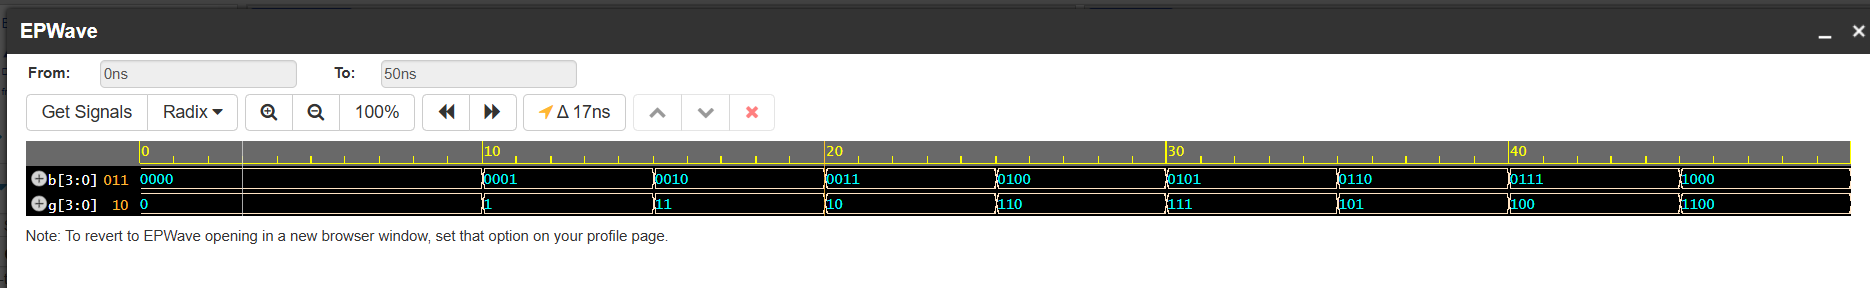 EPWave
From: 0ns To: 50ns
Get Signals Radix 100% Δ 17ns
0 10 20 30 40
b[3:0] 011 0000 0001 0010 0011 0100 0101 0110 0111 1000
g[3:0] 10 0 1 11 10 110 111 101 100 1100
Note: To revert to EPWave opening in a new browser window, set that option on your profile page.